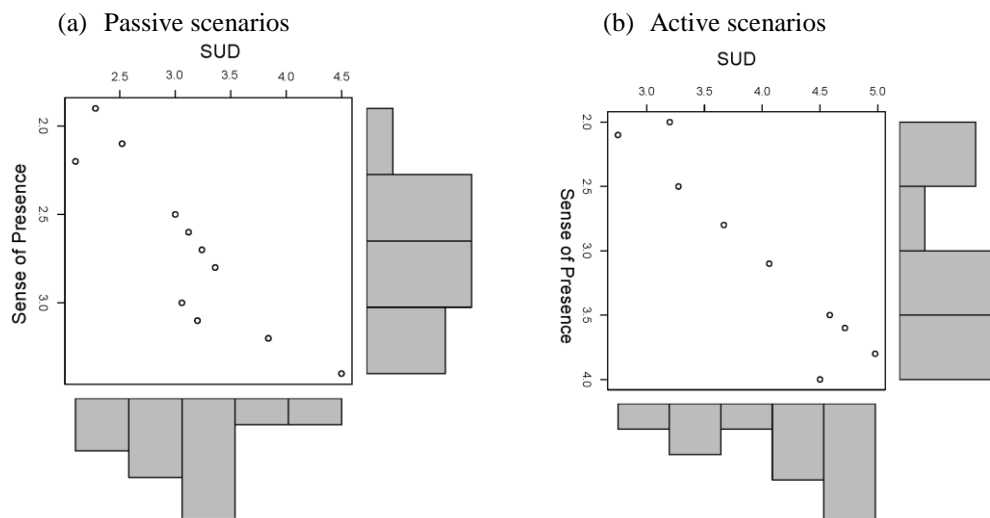 (a) Passive scenarios
SUD
2.5 3.0 3.5 4.0 4.5
Sense of Presence
2.0
2.5
3.0
(b) Active scenarios
SUD
3.0 3.5 4.0 4.5 5.0
Sense of Presence
2.0
2.5
3.0
3.5
4.0